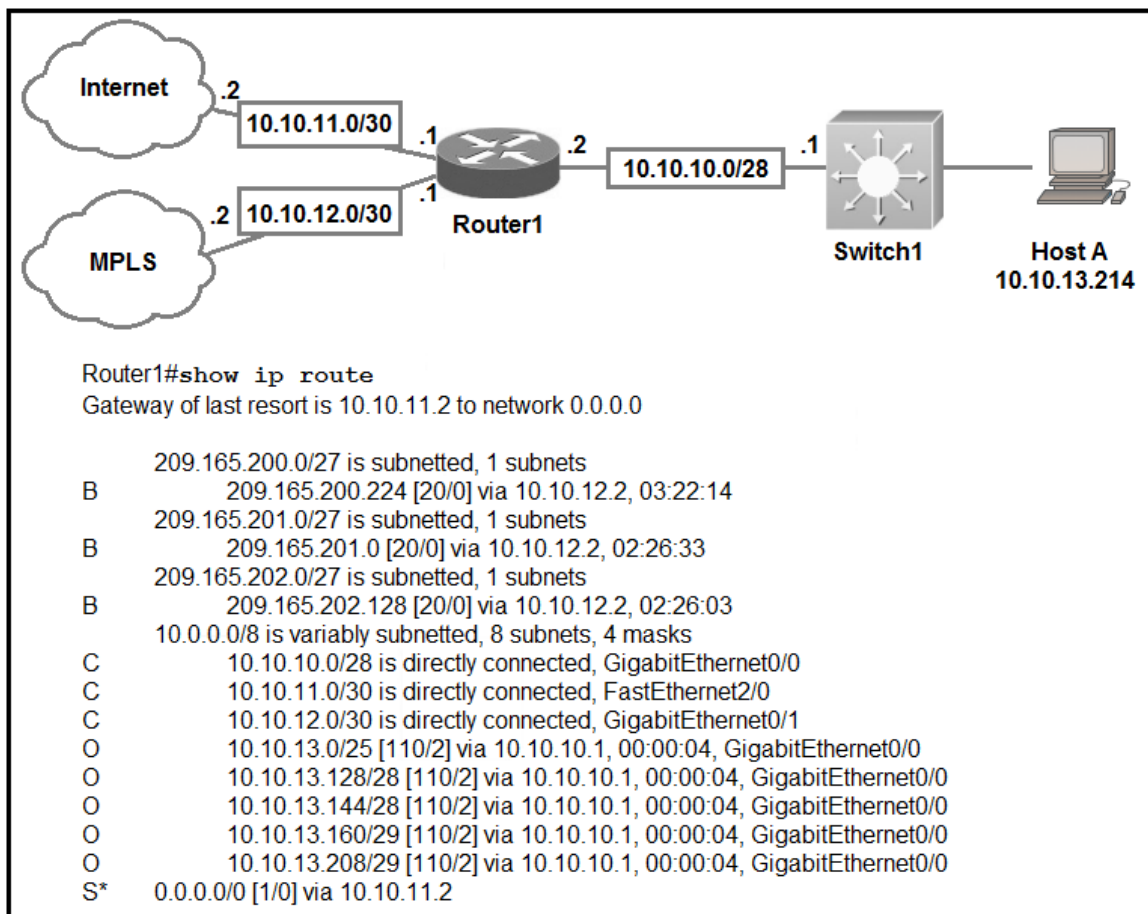 Internet
.2
10.10.11.0/30
.1
.2
10.10.10.0/28
.1
.1
10.10.12.0/30
.2
MPLS
Router1
Switch1
Host A
10.10.13.214
Router1#show ip route
Gateway of last resort is 10.10.11.2 to network 0.0.0.0
209.165.200.0/27 is subnetted, 1 subnets
B 209.165.200.224 [20/0] via 10.10.12.2, 03:22:14
209.165.201.0/27 is subnetted, 1 subnets
B 209.165.201.0 [20/0] via 10.10.12.2, 02:26:33
209.165.202.0/27 is subnetted, 1 subnets
B 209.165.202.128 [20/0] via 10.10.12.2, 02:26:03
10.0.0.0/8 is variably subnetted, 8 subnets, 4 masks
C 10.10.10.0/28 is directly connected, GigabitEthernet0/0
C 10.10.11.0/30 is directly connected, FastEthernet2/0
C 10.10.12.0/30 is directly connected, GigabitEthernet0/1
O 10.10.13.0/25 [110/2] via 10.10.10.1, 00:00:04, GigabitEthernet0/0
O 10.10.13.128/28 [110/2] via 10.10.10.1, 00:00:04, GigabitEthernet0/0
O 10.10.13.144/28 [110/2] via 10.10.10.1, 00:00:04, GigabitEthernet0/0
O 10.10.13.160/29 [110/2] via 10.10.10.1, 00:00:04, GigabitEthernet0/0
O 10.10.13.208/29 [110/2] via 10.10.10.1, 00:00:04, GigabitEthernet0/0
S* 0.0.0.0/0 [1/0] via 10.10.11.2